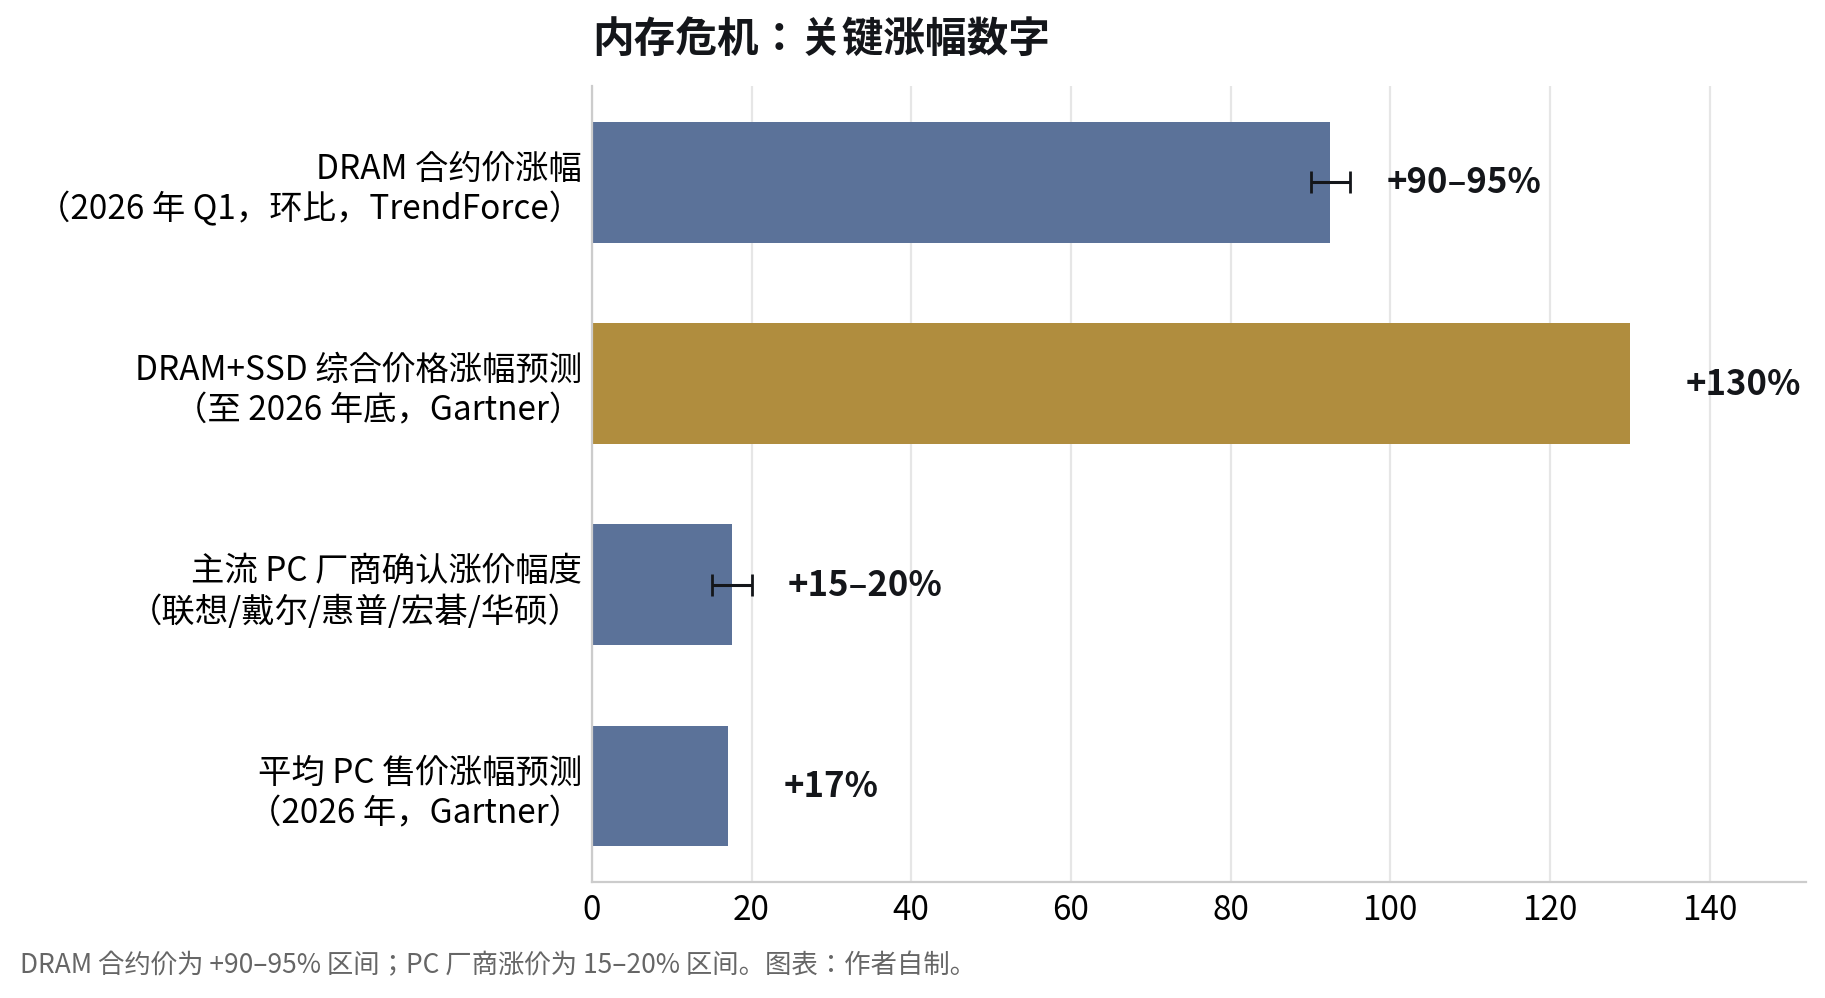 内存危机：关键涨幅数字
DRAM 合约价涨幅
（2026 年 Q1，环比，TrendForce）
+90–95%
DRAM+SSD 综合价格涨幅预测
（至 2026 年底，Gartner）
+130%
主流 PC 厂商确认涨价幅度
（联想/戴尔/惠普/宏碁/华硕）
+15–20%
平均 PC 售价涨幅预测
（2026 年，Gartner）
+17%
0 20 40 60 80 100 120 140
DRAM 合约价为 +90–95% 区间；PC 厂商涨价为 15–20% 区间。图表：作者自制。